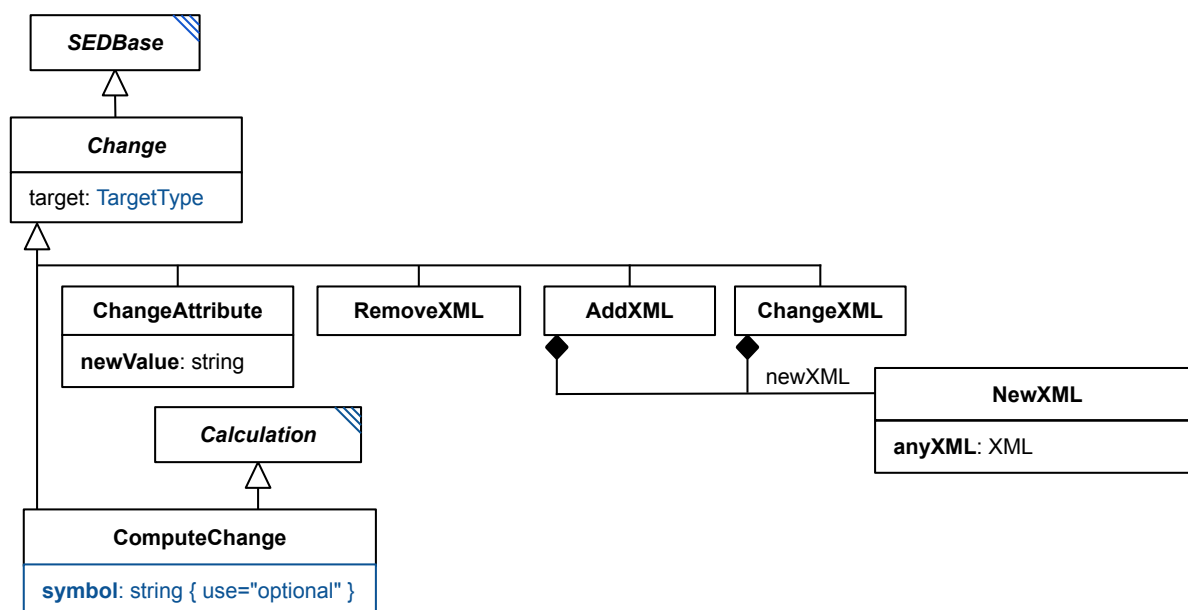 SEDBase
Change
target: TargetType
ChangeAttribute
newValue: string
RemoveXML
AddXML
ChangeXML
newXML
NewXML
anyXML: XML
Calculation
ComputeChange
symbol: string { use="optional" }